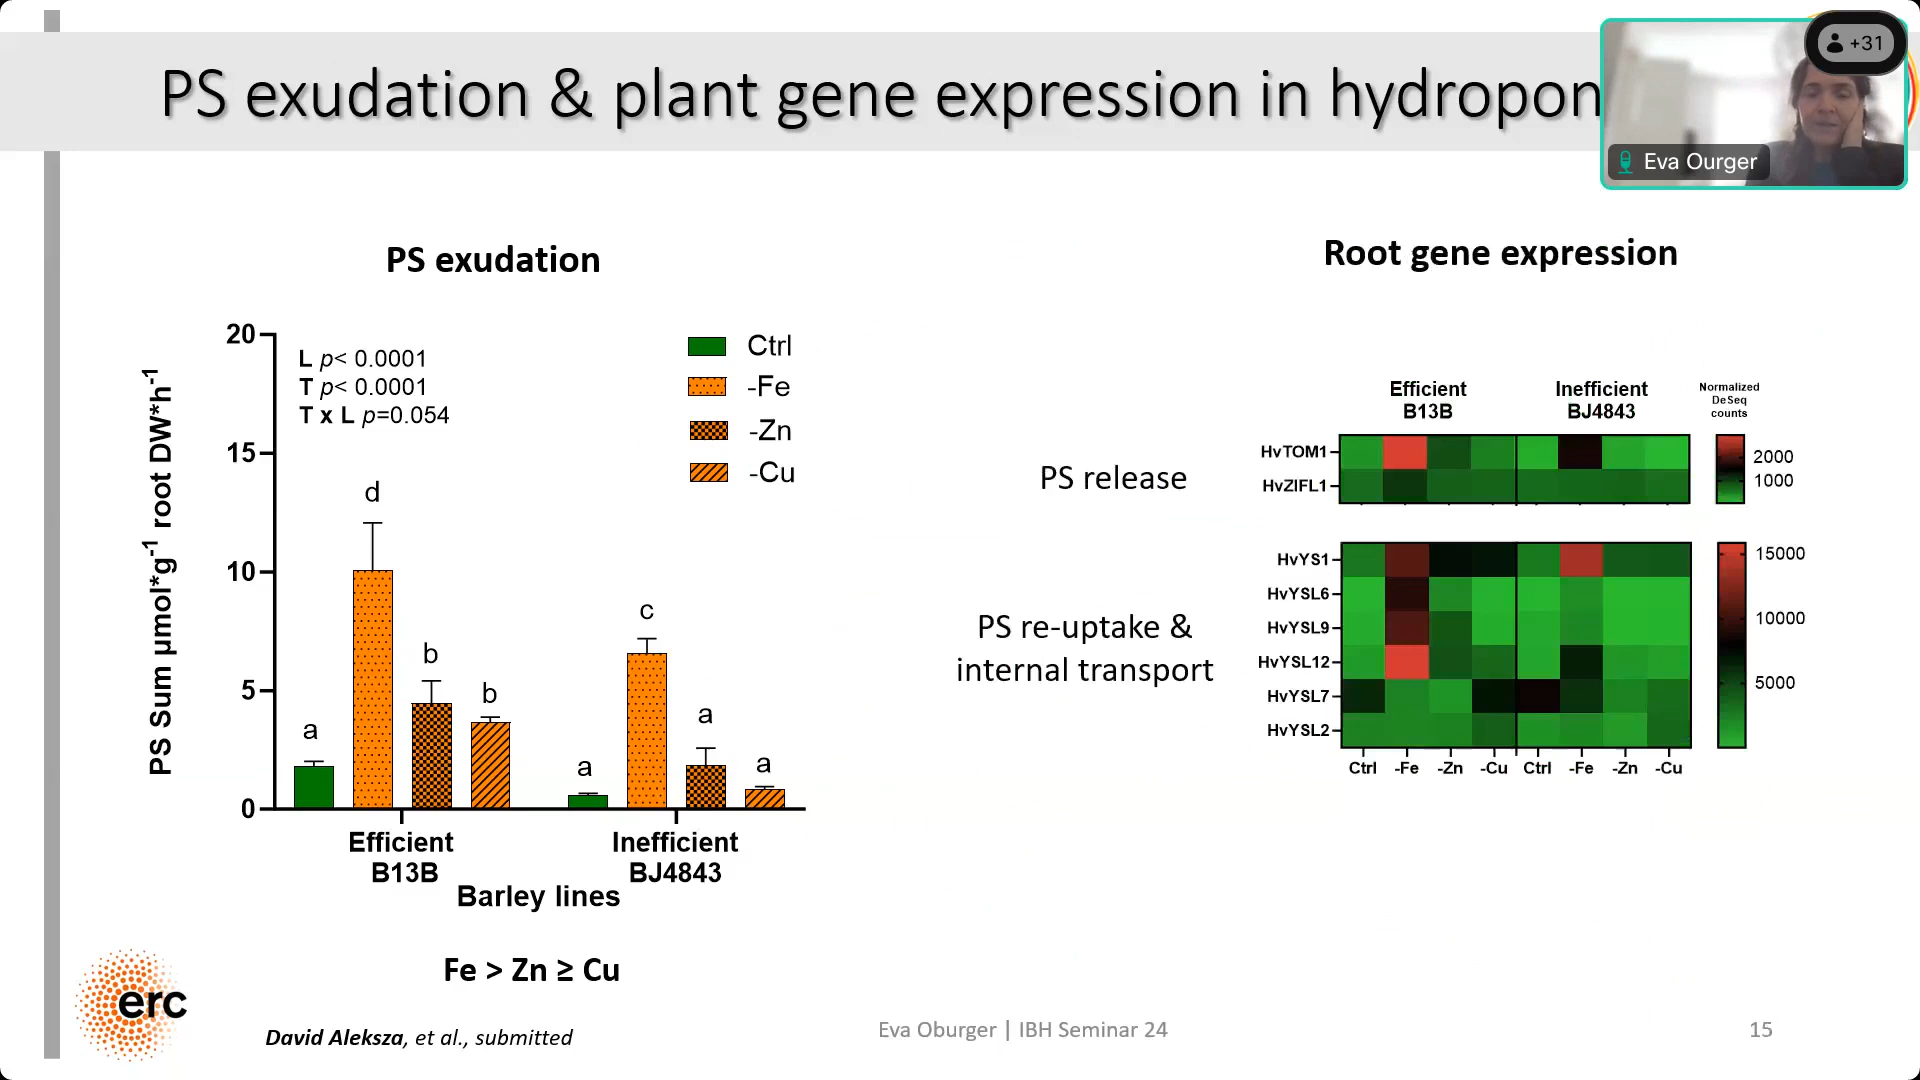 PS exudation & plant gene expression in hydropon
+31
Eva Ourger
PS exudation
PS Sum µmol*g-1 root DW*h-1
20
15
10
5
0
L p< 0.0001
T p< 0.0001
T x L p=0.054
Ctrl
-Fe
-Zn
-Cu
a
d
b
b
a
c
a
a
Efficient
B13B
Inefficient
BJ4843
Barley lines
Fe > Zn ≥ Cu
Root gene expression
PS release
PS re-uptake &
internal transport
Efficient
B13B
Inefficient
BJ4843
Normalized
DeSeq
counts
HvTOM1
HvZIFL1
2000
1000
HvYS1
HvYSL6
HvYSL9
HvYSL12
HvYSL7
HvYSL2
15000
10000
5000
Ctrl -Fe -Zn -Cu Ctrl -Fe -Zn -Cu
erc
David Aleksza, et al., submitted
Eva Oburger | IBH Seminar 24
15